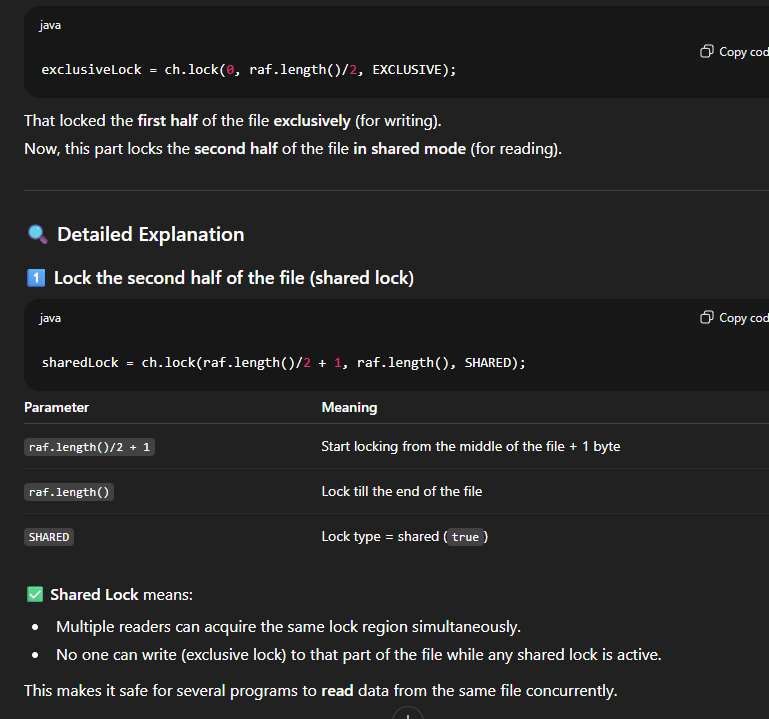 java
Copy cod
exclusiveLock = ch.lock(0, raf.length()/2, EXCLUSIVE);
That locked the first half of the file exclusively (for writing).
Now, this part locks the second half of the file in shared mode (for reading).
🔍 Detailed Explanation
1️⃣ Lock the second half of the file (shared lock)
java
Copy cod
sharedLock = ch.lock(raf.length()/2 + 1, raf.length(), SHARED);
Parameter Meaning
raf.length()/2 + 1 Start locking from the middle of the file + 1 byte
raf.length() Lock till the end of the file
SHARED Lock type = shared (true)
✅ Shared Lock means:
• Multiple readers can acquire the same lock region simultaneously.
• No one can write (exclusive lock) to that part of the file while any shared lock is active.
This makes it safe for several programs to read data from the same file concurrently.